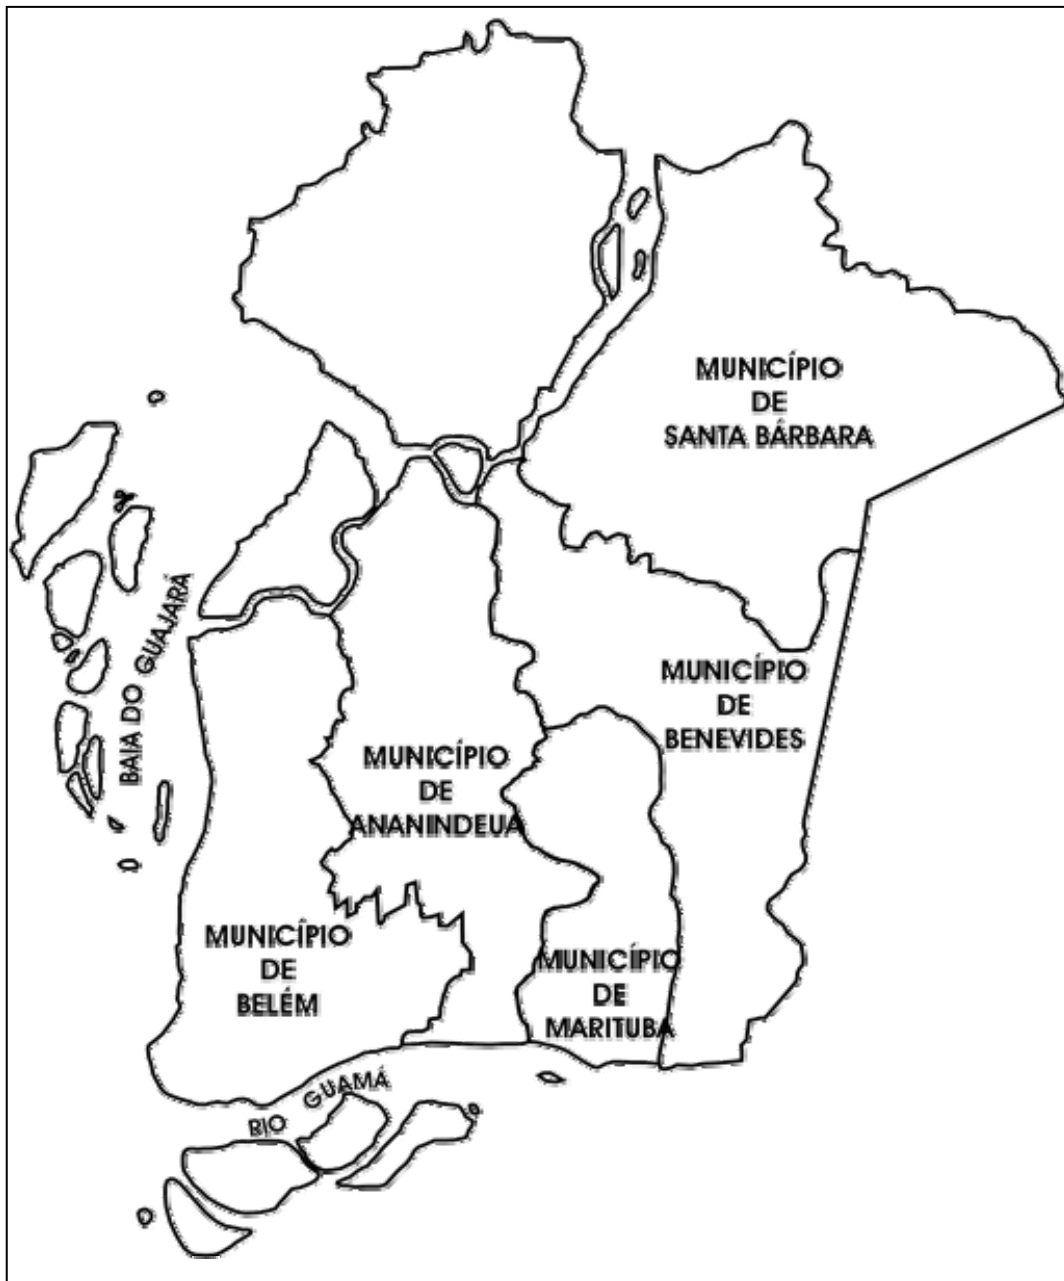 MUNICÍPIO
DE
SANTA BÁRBARA
BAIA DO GUAJARÁ
MUNICÍPIO
DE
BENEVIDES
MUNICÍPIO
DE
ANANINDEUA
MUNICÍPIO
DE
BELÉM
MUNICÍPIO
DE
MARITUBA
RIO GUAMÁ